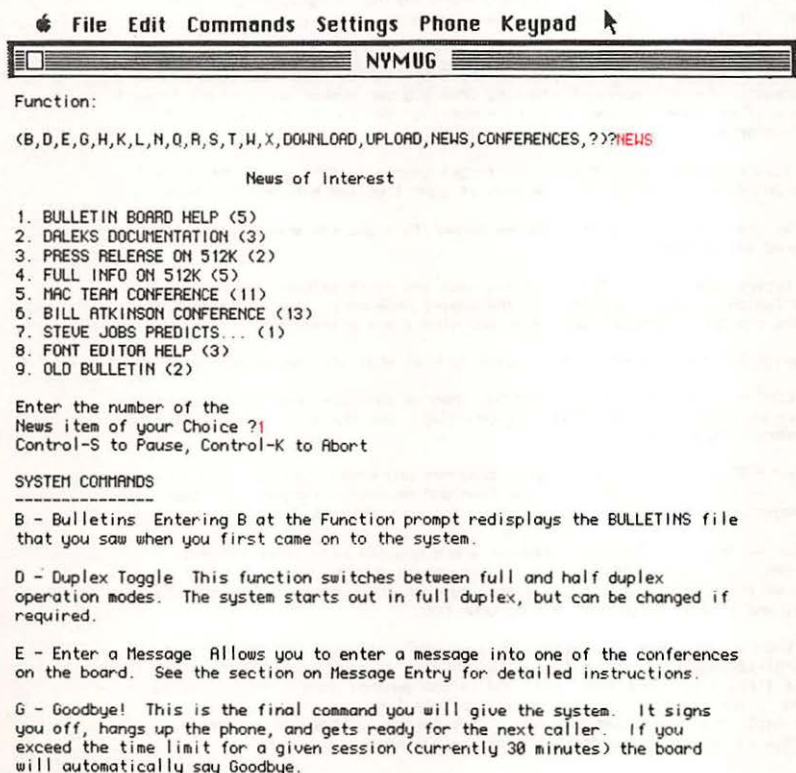 File Edit Commands Settings Phone Keypad
NYMUG
Function:
(B,D,E,G,H,K,L,N,Q,R,S,T,W,X,DOWNLOAD,UPLOAD,NEWS,CONFERENCES,?)?NEWS
News of Interest
1. BULLETIN BOARD HELP (5)
2. DALEKS DOCUMENTATION (3)
3. PRESS RELEASE ON 512K (2)
4. FULL INFO ON 512K (5)
5. MAC TEAM CONFERENCE (11)
6. BILL ATKINSON CONFERENCE (13)
7. STEVE JOBS PREDICTS... (1)
8. FONT EDITOR HELP (3)
9. OLD BULLETIN (2)
Enter the number of the
News item of your Choice ?1
Control-S to Pause, Control-K to Abort
SYSTEM COMMANDS
---------------
B - Bulletins Entering B at the Function prompt redisplays the BULLETINS file
that you saw when you first came on to the system.
D - Duplex Toggle This function switches between full and half duplex
operation modes. The system starts out in full duplex, but can be changed if
required.
E - Enter a Message Allows you to enter a message into one of the conferences
on the board. See the section on Message Entry for detailed instructions.
G - Goodbye! This is the final command you will give the system. It signs
you off, hangs up the phone, and gets ready for the next caller. If you
exceed the time limit for a given session (currently 30 minutes) the board
will automatically say Goodbye.